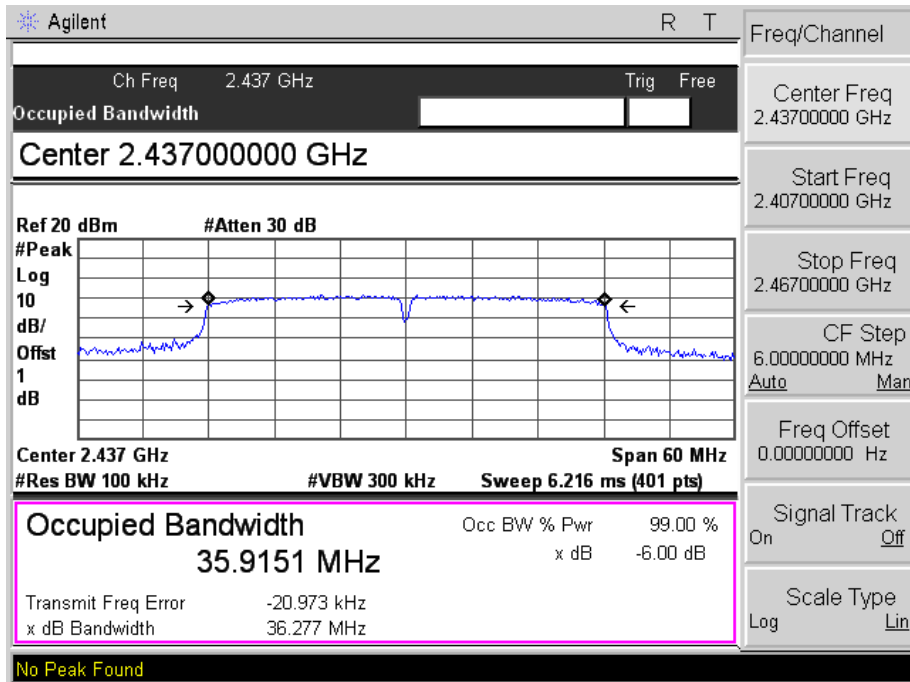 Agilent R T
Ch Freq 2.437 GHz Trig Free
Occupied Bandwidth
Center 2.437000000 GHz
Ref 20 dBm #Atten 30 dB
#Peak
Log
10
dB/
Offst
1
dB
Center 2.437 GHz Span 60 MHz
#Res BW 100 kHz #VBW 300 kHz Sweep 6.216 ms (401 pts)
Occupied Bandwidth Occ BW % Pwr 99.00 %
35.9151 MHz x dB -6.00 dB
Transmit Freq Error -20.973 kHz
x dB Bandwidth 36.277 MHz
No Peak Found
Freq/Channel
Center Freq
2.43700000 GHz
Start Freq
2.40700000 GHz
Stop Freq
2.46700000 GHz
CF Step
6.00000000 MHz
Auto Man
Freq Offset
0.00000000 Hz
Signal Track
On Off
Scale Type
Log Lin